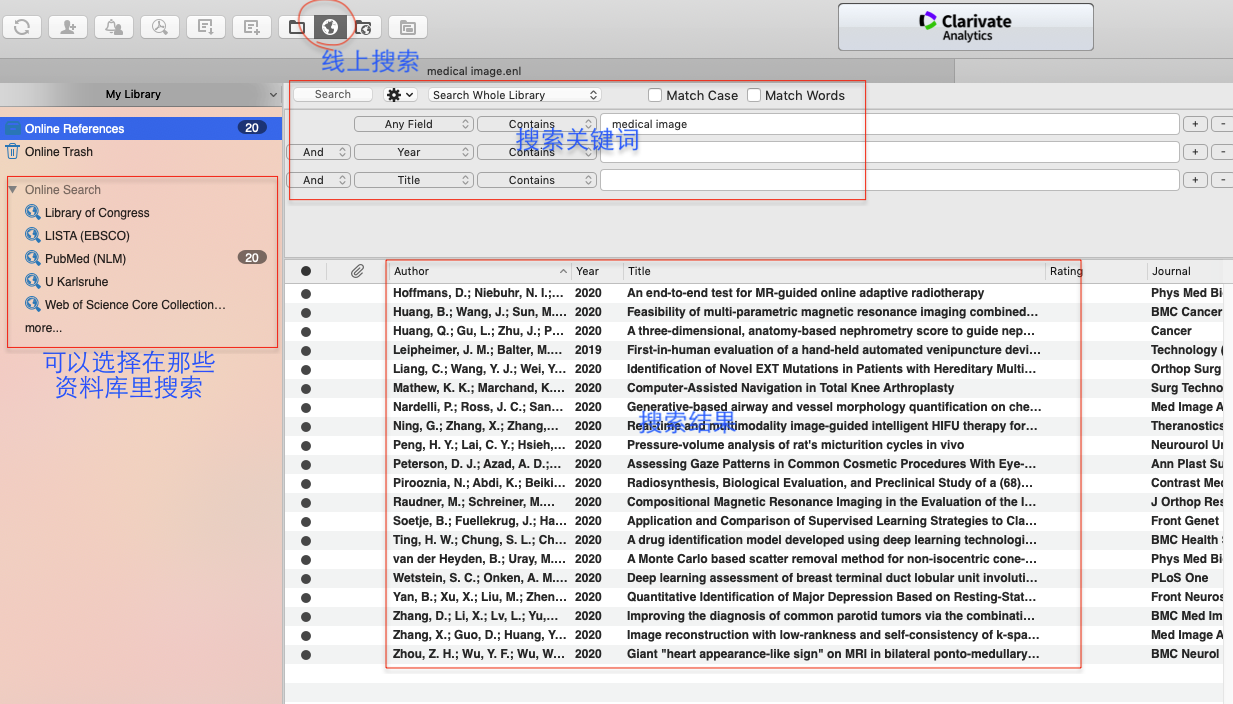 Clarivate
Analytics
线上搜索
medical image.enl
My Library
Search
Search Whole Library
Match Case
Match Words
Any Field
Contains
medical image
+
-
搜索关键词
And
Year
Contains
+
-
And
Title
Contains
+
-
Online References
20
Online Trash
Online Search
Library of Congress
LISTA (EBSCO)
PubMed (NLM)
20
U Karlsruhe
Web of Science Core Collection…
more...
可以选择在那些
资料库里搜索
Author Year Title Rating Journal
Hoffmans, D.; Niebuhr, N. I.;… 2020 An end-to-end test for MR-guided online adaptive radiotherapy Phys Med Bi
Huang, B.; Wang, J.; Sun, M.… 2020 Feasibility of multi-parametric magnetic resonance imaging combined… BMC Cancer
Huang, Q.; Gu, L.; Zhu, J.; P… 2020 A three-dimensional, anatomy-based nephrometry score to guide nep… Cancer
Leipheimer, J. M.; Balter, M.… 2019 First-in-human evaluation of a hand-held automated venipuncture devi… Technology (
Liang, C.; Wang, Y. J.; Wei, Y… 2020 Identification of Novel EXT Mutations in Patients with Hereditary Multi… Orthop Surg
Mathew, K. K.; Marchand, K.… 2020 Computer-Assisted Navigation in Total Knee Arthroplasty Surg Techno
Nardelli, P.; Ross, J. C.; San… 2020 Generative-based airway and vessel morphology quantification on che… Med Image A
搜索结果
Ning, G.; Zhang, X.; Zhang,… 2020 Real-time and multimodality image-guided intelligent HIFU therapy for… Theranostics
Peng, H. Y.; Lai, C. Y.; Hsieh,… 2020 Pressure-volume analysis of rat's micturition cycles in vivo Neurourol Ur
Peterson, D. J.; Azad, A. D.;… 2020 Assessing Gaze Patterns in Common Cosmetic Procedures With Eye-… Ann Plast Su
Pirooznia, N.; Abdi, K.; Beiki… 2020 Radiosynthesis, Biological Evaluation, and Preclinical Study of a (68)… Contrast Med
Raudner, M.; Schreiner, M.… 2020 Compositional Magnetic Resonance Imaging in the Evaluation of the I… J Orthop Res
Soetje, B.; Fuellekrug, J.; Ha… 2020 Application and Comparison of Supervised Learning Strategies to Cla… Front Genet
Ting, H. W.; Chung, S. L.; Ch… 2020 A drug identification model developed using deep learning technologi… BMC Health
van der Heyden, B.; Uray, M.… 2020 A Monte Carlo based scatter removal method for non-isocentric cone-… Phys Med Bi
Wetstein, S. C.; Onken, A. M.… 2020 Deep learning assessment of breast terminal duct lobular unit involuti… PLoS One
Yan, B.; Xu, X.; Liu, M.; Zhen… 2020 Quantitative Identification of Major Depression Based on Resting-Stat… Front Neuros
Zhang, D.; Li, X.; Lv, L.; Yu,… 2020 Improving the diagnosis of common parotid tumors via the combinati… BMC Med Im
Zhang, X.; Guo, D.; Huang, Y… 2020 Image reconstruction with low-rankness and self-consistency of k-spa… Med Image A
Zhou, Z. H.; Wu, Y. F.; Wu, W… 2020 Giant "heart appearance-like sign" on MRI in bilateral ponto-medullary… BMC Neurol